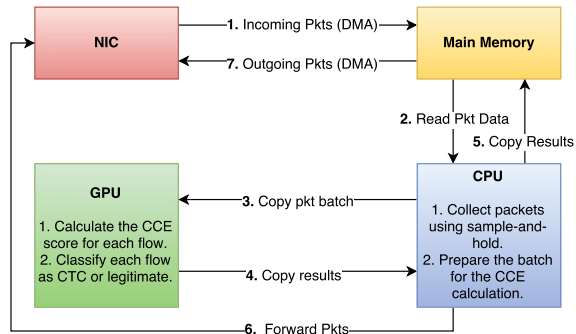 NIC
1. Incoming Pkts (DMA)
Main Memory
7. Outgoing Pkts (DMA)
2. Read Pkt Data
5. Copy Results
GPU
1. Calculate the CCE
score for each flow.
2. Classify each flow
as CTC or legitimate.
3. Copy pkt batch
4. Copy results
CPU
1. Collect packets
using sample-and-
hold.
2. Prepare the batch
for the CCE
calculation.
6. Forward Pkts